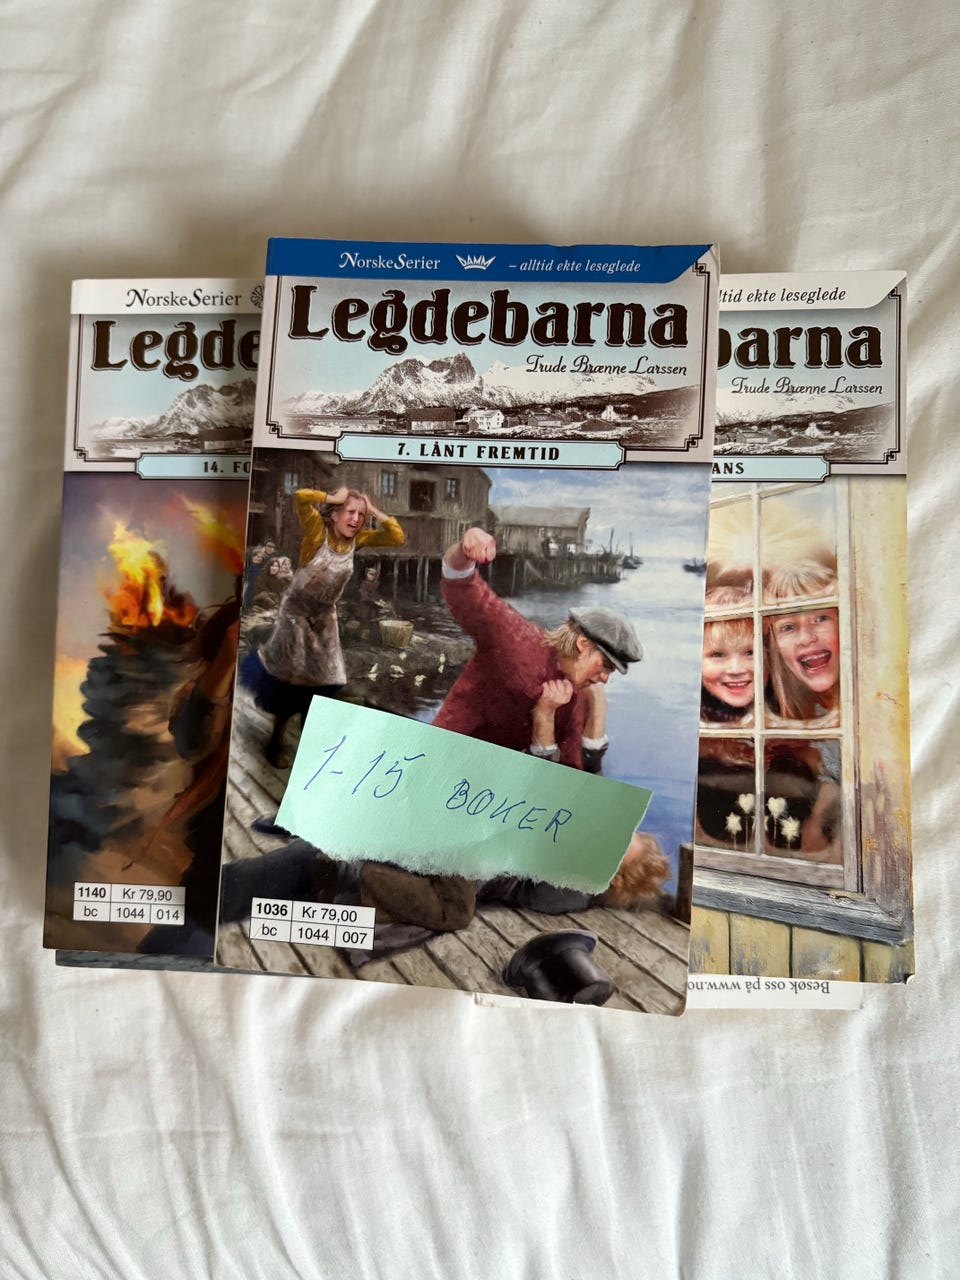 NorskeSerier
Legde
14. FO
1140 Kr 79,90
bc 1044 014
NorskeSerier DAMM – alltid ekte leseglede
Legdebarna
Trude Brænne Larssen
7. LÅNT FREMTID
1-15 BØKER
1036 Kr 79,00
bc 1044 007
ltid ekte leseglede
barna
Trude Brænne Larssen
ANS
Besøk oss på www.no